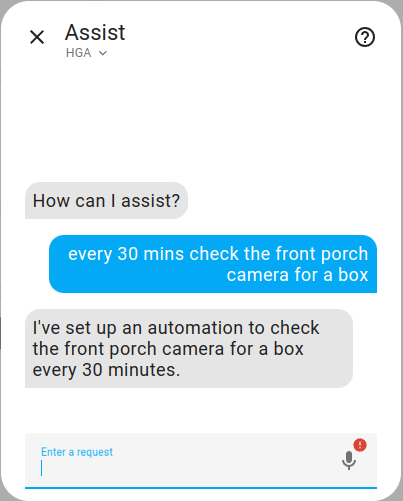 Assist
HGA
How can I assist?
every 30 mins check the front porch
camera for a box
I've set up an automation to check
the front porch camera for a box
every 30 minutes.
Enter a request